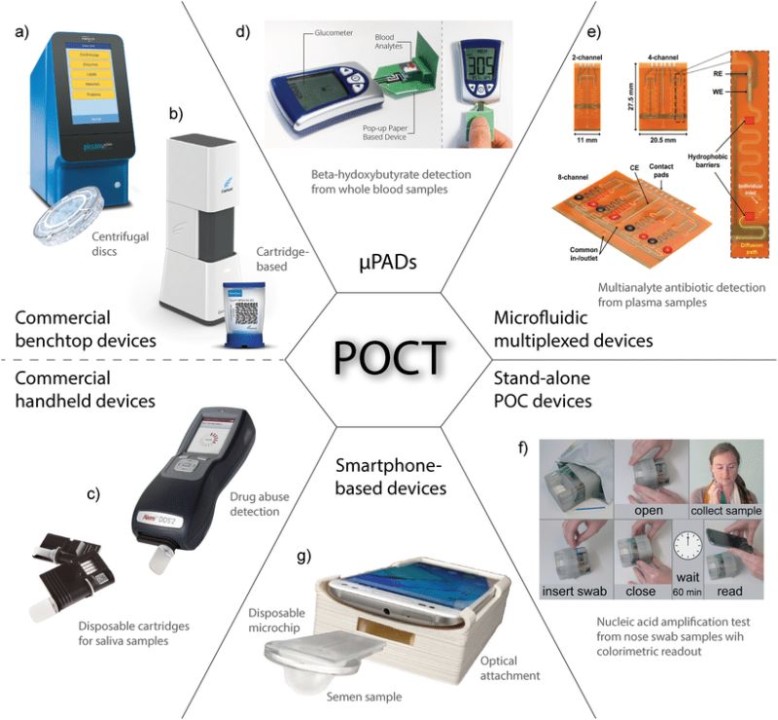 a)
Centrifugal
discs
b)
Cartridge-
based
Commercial
benchtop devices
d)
Glucometer
Blood
Analytes
Pop-up Paper
Based Device
305
Beta-hydoxybutyrate detection
from whole blood samples
μPADs
e)
2-channel
4-channel
27.5 mm
11 mm
20.5 mm
RE
WE
Hydrophobic
barriers
Individual
inlet
Diffusion
path
8-channel
CE
Contact
pads
Common
in/outlet
Multianalyte antibiotic detection
from plasma samples
Microfluidic
multiplexed devices
POCT
Commercial
handheld devices
c)
Drug abuse
detection
Disposable cartridges
for saliva samples
Smartphone-
based devices
g)
Disposable
microchip
Semen sample
Optical
attachment
Stand-alone
POC devices
f)
open
collect sample
insert swab
close
wait
60 min
read
Nucleic acid amplification test
from nose swab samples wih
colorimetric readout